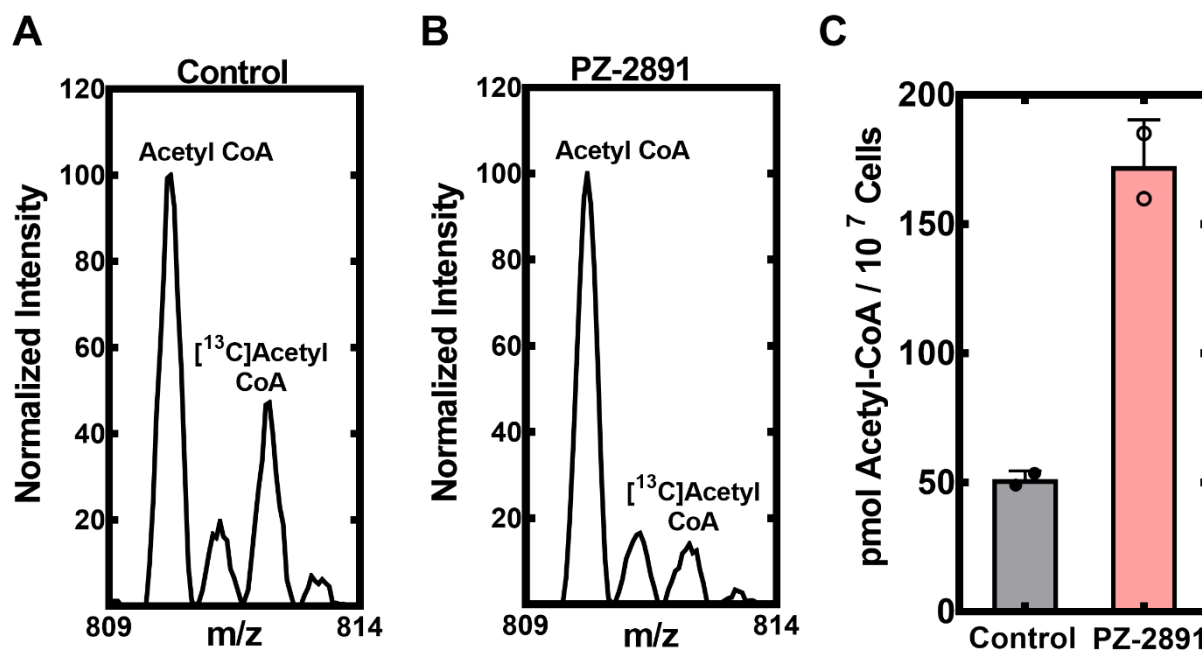 A
Control
120
100
80
60
40
20
Normalized Intensity
Acetyl CoA
[¹³C]Acetyl
CoA
809
m/z
814
B
PZ-2891
120
100
80
60
40
20
Normalized Intensity
Acetyl CoA
[¹³C]Acetyl
CoA
809
m/z
814
C
200
150
100
50
0
pmol Acetyl-CoA / 10 ⁷ Cells
Control
PZ-2891